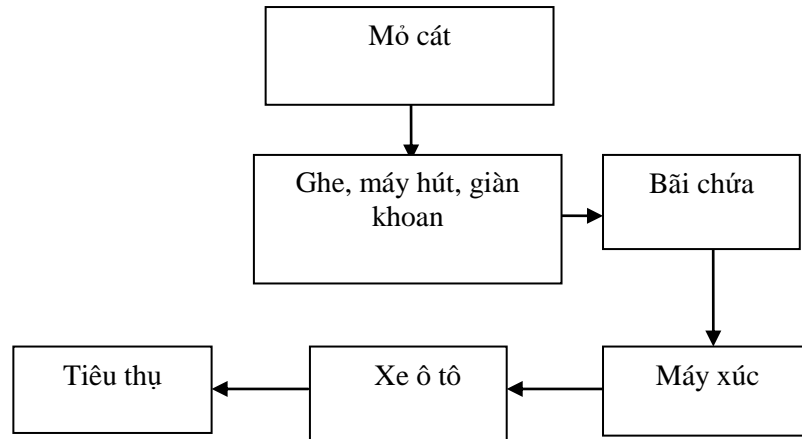 Mỏ cát
Ghe, máy hút, giàn
khoan
Bãi chứa
Máy xúc
Xe ô tô
Tiêu thụ